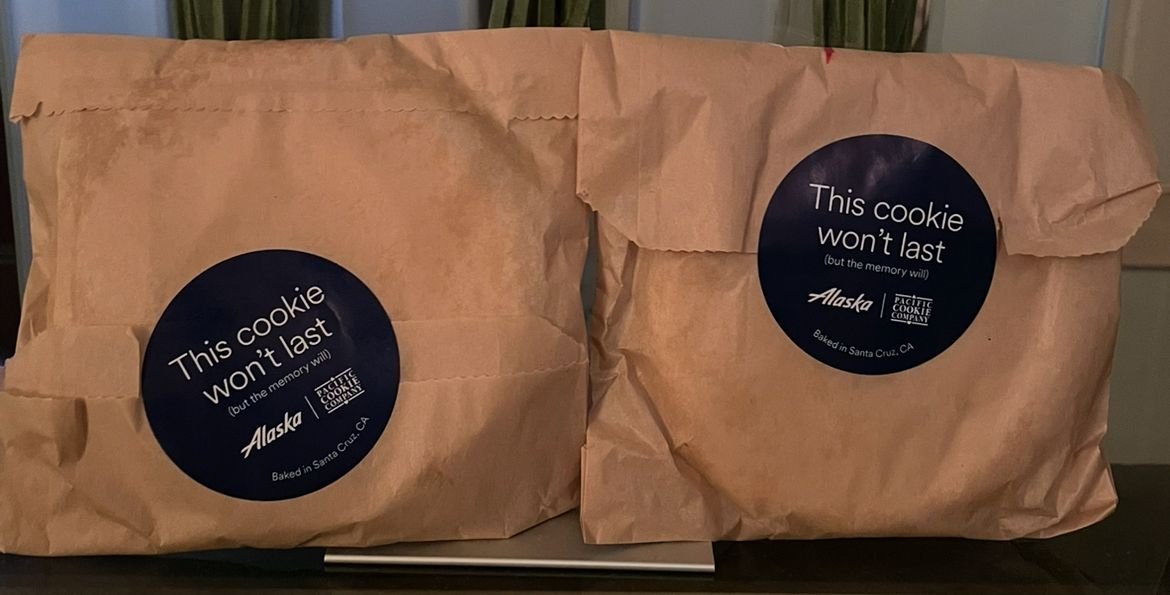 This cookie
won't last
(but the memory will)
Alaska
PACIFIC
COOKIE
COMPANY
Baked in Santa Cruz, CA
This cookie
won't last
(but the memory will)
Alaska
PACIFIC
COOKIE
COMPANY
Baked in Santa Cruz, CA